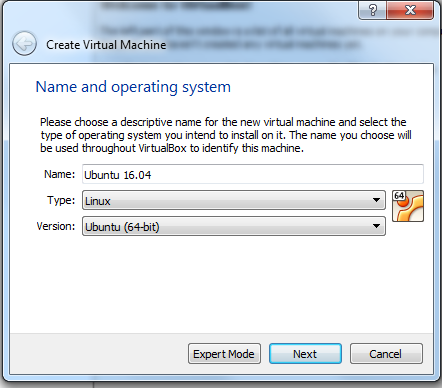 Create Virtual Machine
Name and operating system
Please choose a descriptive name for the new virtual machine and select the
type of operating system you intend to install on it. The name you choose will
be used throughout VirtualBox to identify this machine.
Name: Ubuntu 16.04
Type: Linux
64
Version: Ubuntu (64-bit)
Expert Mode Next Cancel